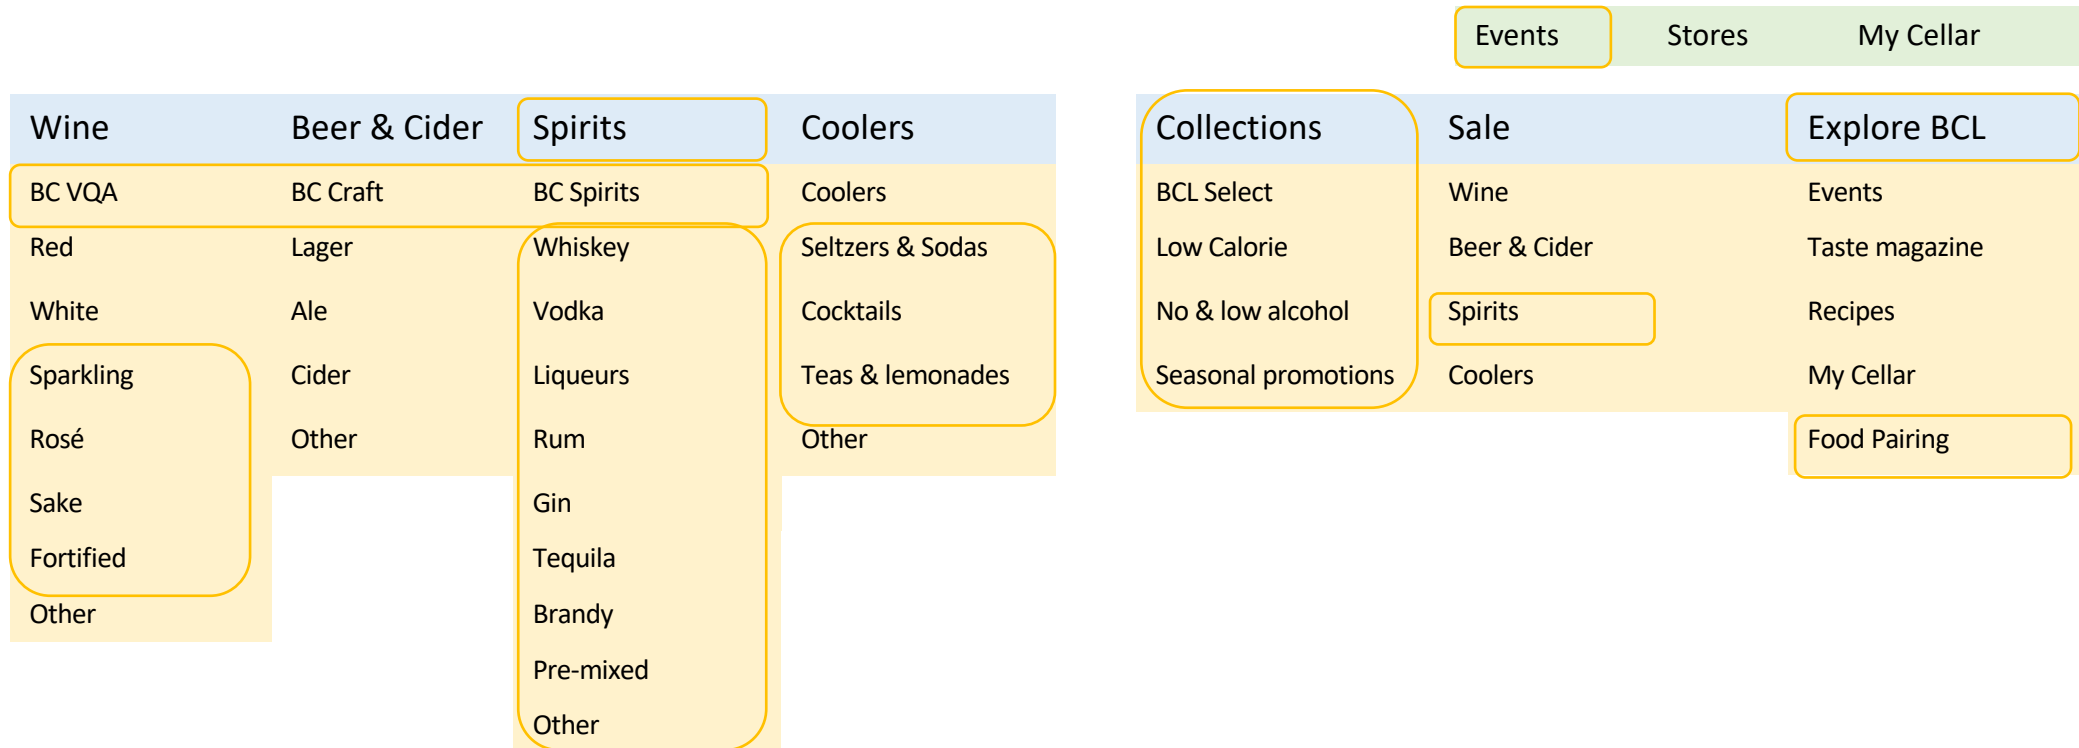 Events Stores My Cellar
Wine Beer & Cider Spirits Coolers Collections Sale Explore BCL
BC VQA BC Craft BC Spirits Coolers BCL Select Wine Events
Red Lager Whiskey Seltzers & Sodas Low Calorie Beer & Cider Taste magazine
White Ale Vodka Cocktails No & low alcohol Spirits Recipes
Sparkling Cider Liqueurs Teas & lemonades Seasonal promotions Coolers My Cellar
Rosé Other Rum Other Food Pairing
Sake Gin
Fortified Tequila
Other Brandy
Pre-mixed
Other